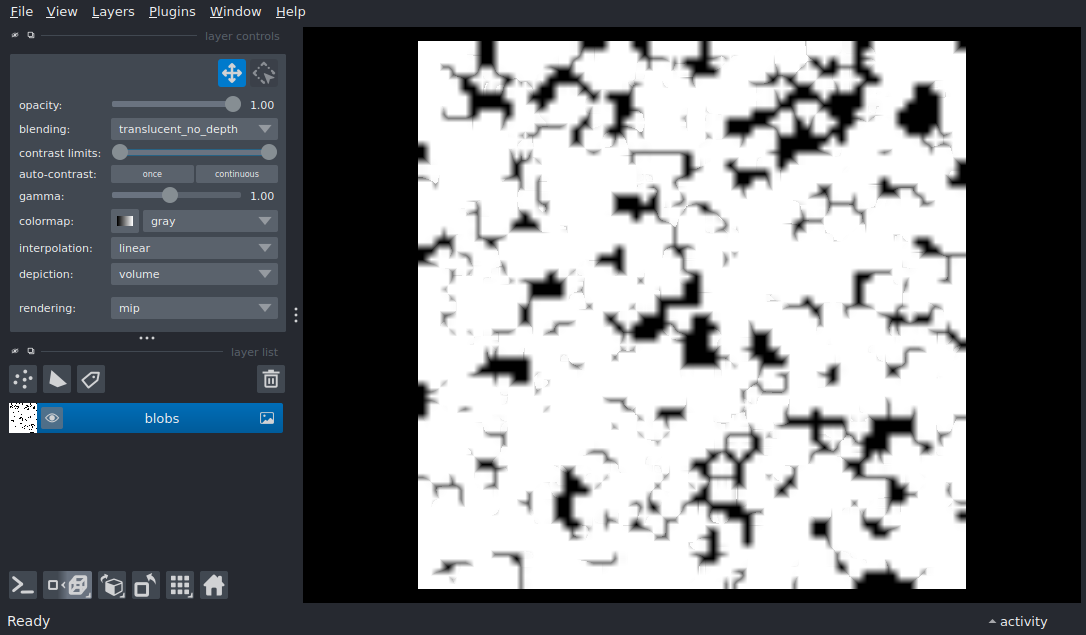 File View Layers Plugins Window Help
layer controls
opacity: 1.00
blending: translucent_no_depth
contrast limits:
auto-contrast: once continuous
gamma: 1.00
colormap: gray
interpolation: linear
depiction: volume
rendering: mip
layer list
blobs
Ready
activity